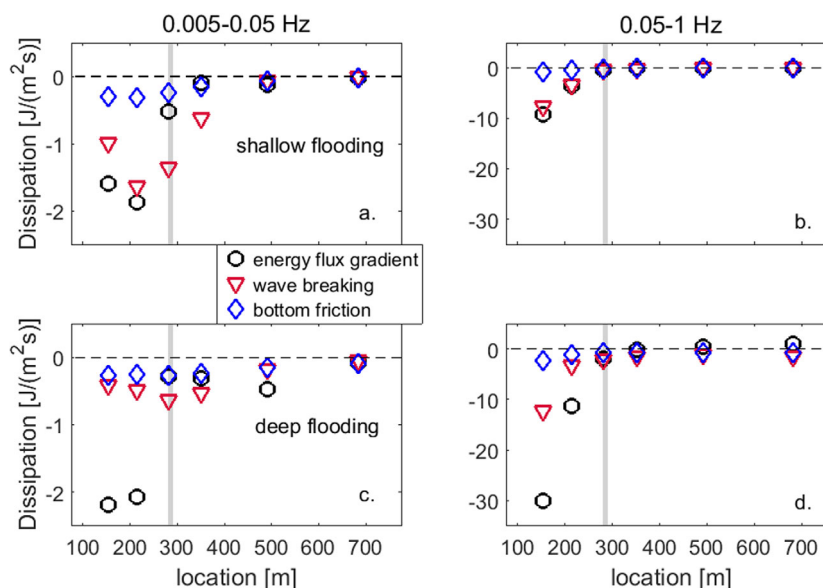 0.005-0.05 Hz
0.05-1 Hz
Dissipation [J/(m²s)]
0
-1
-2
shallow flooding
a.
0
-10
-20
-30
b.
energy flux gradient
wave breaking
bottom friction
Dissipation [J/(m²s)]
0
-1
-2
deep flooding
c.
100 200 300 400 500 600 700
location [m]
0
-10
-20
-30
d.
100 200 300 400 500 600 700
location [m]